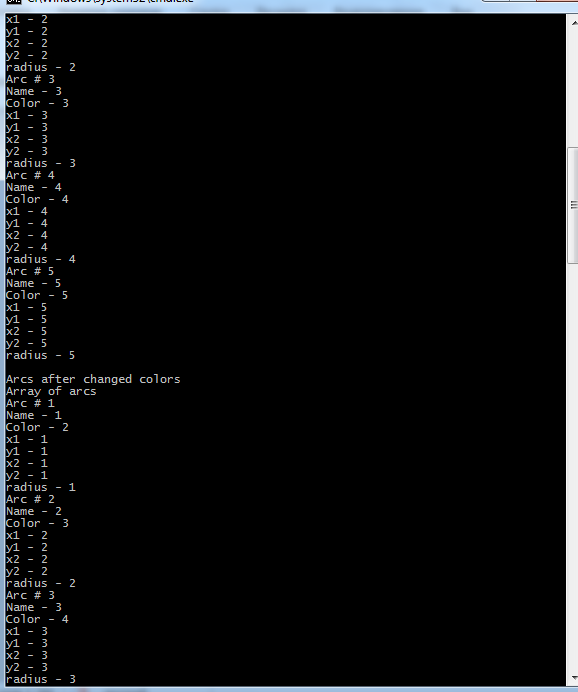 C:\Windows\system32\cmd.exe
x1 - 2
y1 - 2
x2 - 2
y2 - 2
radius - 2
Arc # 3
Name - 3
Color - 3
x1 - 3
y1 - 3
x2 - 3
y2 - 3
radius - 3
Arc # 4
Name - 4
Color - 4
x1 - 4
y1 - 4
x2 - 4
y2 - 4
radius - 4
Arc # 5
Name - 5
Color - 5
x1 - 5
y1 - 5
x2 - 5
y2 - 5
radius - 5
Arcs after changed colors
Array of arcs
Arc # 1
Name - 1
Color - 2
x1 - 1
y1 - 1
x2 - 1
y2 - 1
radius - 1
Arc # 2
Name - 2
Color - 3
x1 - 2
y1 - 2
x2 - 2
y2 - 2
radius - 2
Arc # 3
Name - 3
Color - 4
x1 - 3
y1 - 3
x2 - 3
y2 - 3
radius - 3